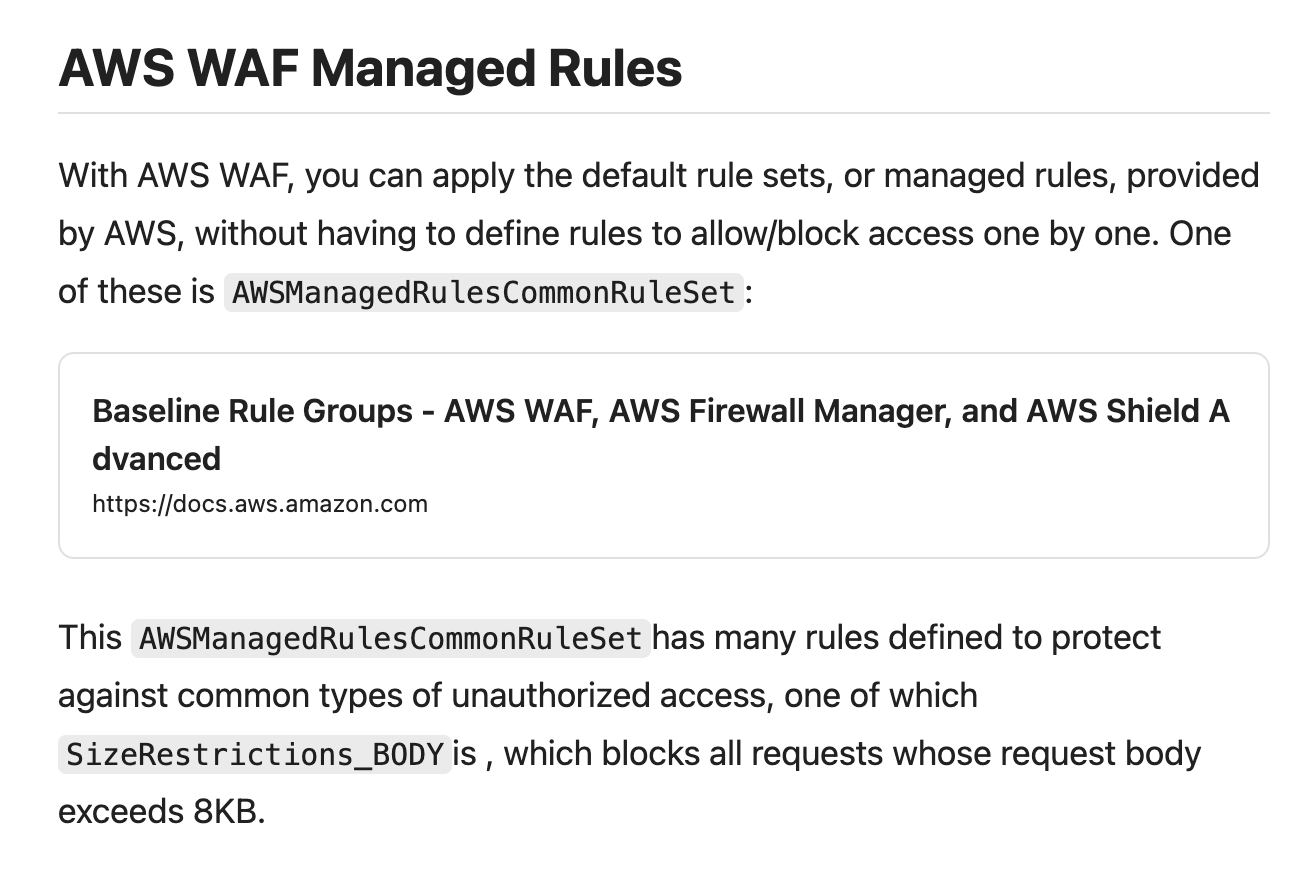 AWS WAF Managed Rules
With AWS WAF, you can apply the default rule sets, or managed rules, provided
by AWS, without having to define rules to allow/block access one by one. One
of these is AWSManagedRulesCommonRuleSet:
Baseline Rule Groups - AWS WAF, AWS Firewall Manager, and AWS Shield A
dvanced
https://docs.aws.amazon.com
This AWSManagedRulesCommonRuleSet has many rules defined to protect
against common types of unauthorized access, one of which
SizeRestrictions_BODY is , which blocks all requests whose request body
exceeds 8KB.